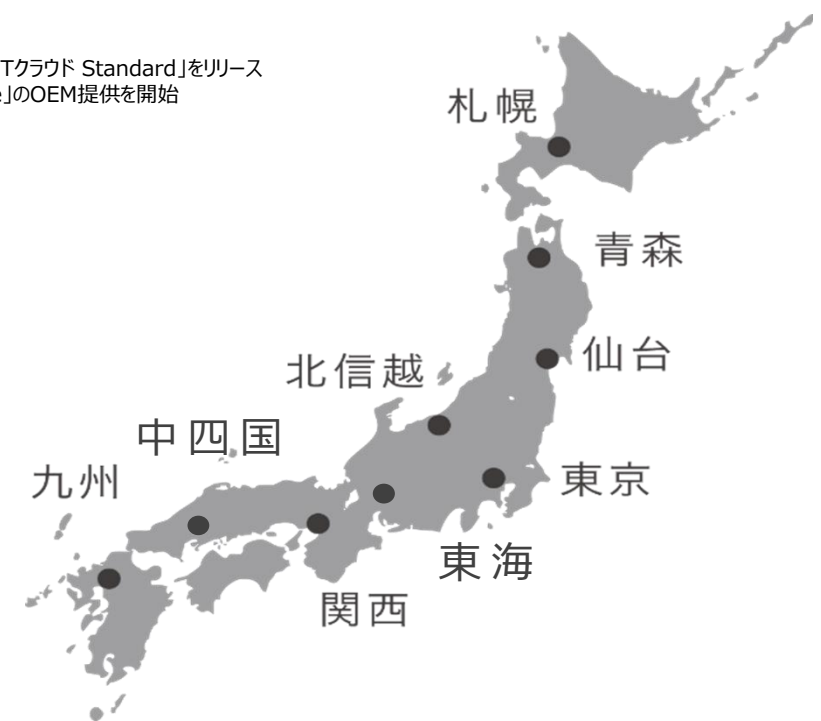 Tクラウド Standard」をリリース
e」のOEM提供を開始
札幌
青森
仙台
北信越
中四国
九州
東京
東海
関西